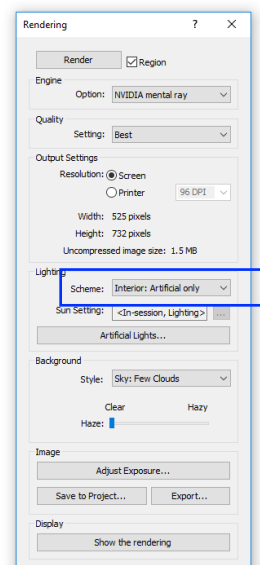 Rendering ? ×
Render Region
Engine
Option: NVIDIA mental ray
Quality
Setting: Best
Output Settings
Resolution: Screen
Printer 96 DPI
Width: 525 pixels
Height: 732 pixels
Uncompressed image size: 1.5 MB
Lighting
Scheme: Interior: Artificial only
Sun Setting: <In-session, Lighting> ...
Artificial Lights...
Background
Style: Sky: Few Clouds
Clear Hazy
Haze:
Image
Adjust Exposure...
Save to Project... Export...
Display
Show the rendering